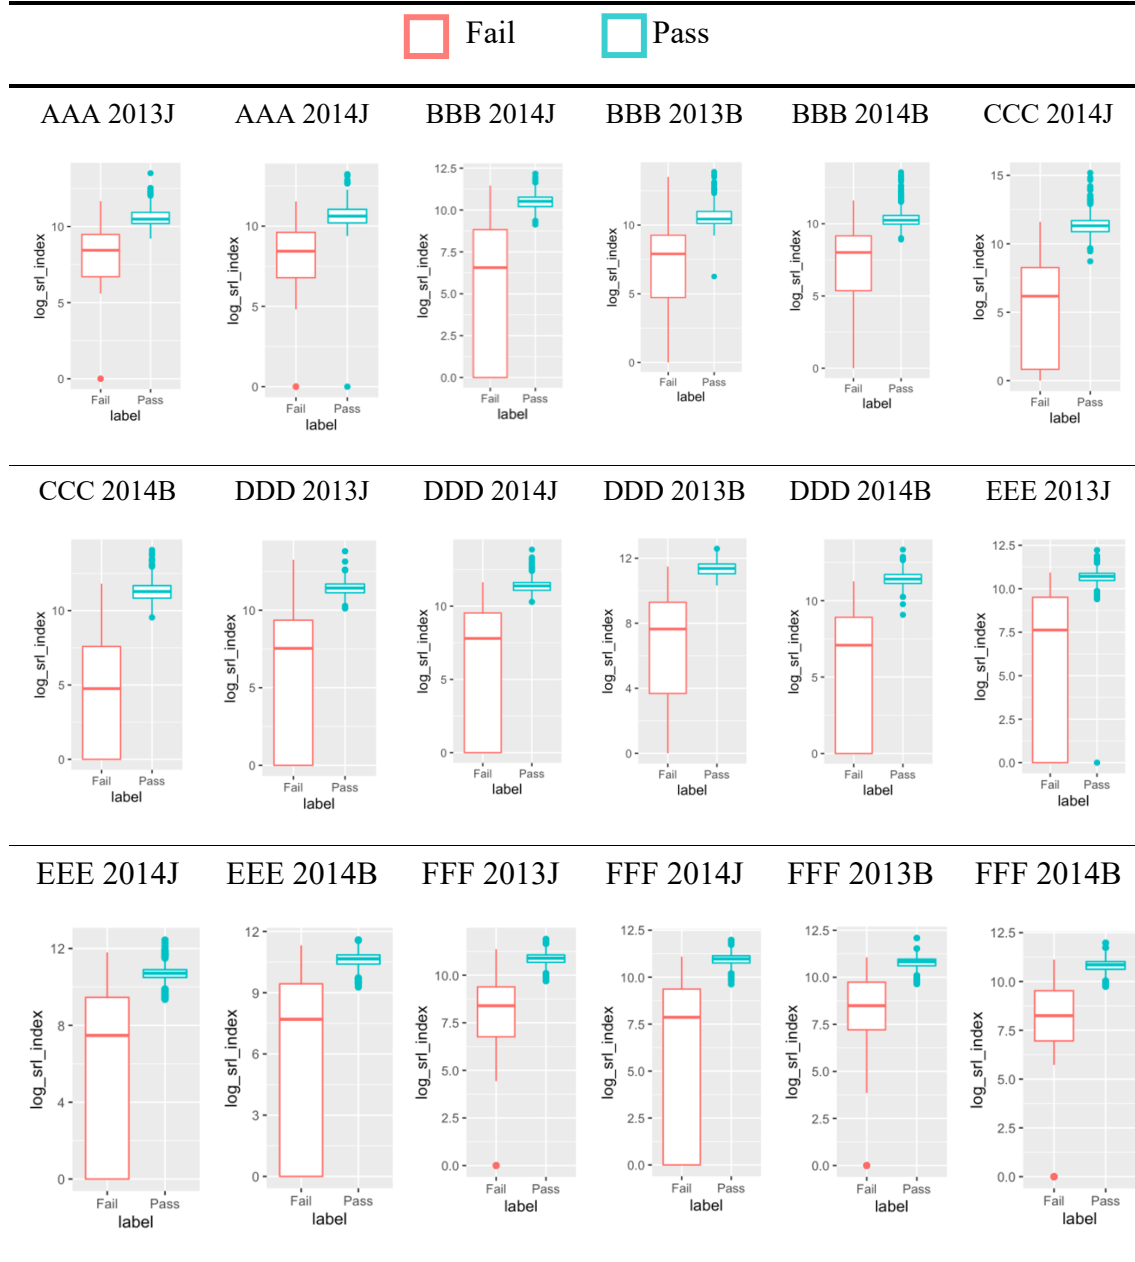 Fail Pass
AAA 2013J AAA 2014J BBB 2014J BBB 2013B BBB 2014B CCC 2014J
log_srl_index 10 5 0 Fail Pass label
log_srl_index 10 5 0 Fail Pass label
log_srl_index 12.5 10.0 7.5 5.0 2.5 0.0 Fail Pass label
log_srl_index 10 5 0 Fail Pass label
log_srl_index 10 5 0 Fail Pass label
log_srl_index 15 10 5 0 Fail Pass label
CCC 2014B DDD 2013J DDD 2014J DDD 2013B DDD 2014B EEE 2013J
log_srl_index 10 5 0 Fail Pass label
log_srl_index 10 5 0 Fail Pass label
log_srl_index 10 5 0 Fail Pass label
log_srl_index 12 8 4 0 Fail Pass label
log_srl_index 10 5 0 Fail Pass label
log_srl_index 12.5 10.0 7.5 5.0 2.5 0.0 Fail Pass label
EEE 2014J EEE 2014B FFF 2013J FFF 2014J FFF 2013B FFF 2014B
log_srl_index 12 8 4 0 Fail Pass label
log_srl_index 12 9 6 3 0 Fail Pass label
log_srl_index 10.0 7.5 5.0 2.5 0.0 Fail Pass label
log_srl_index 12.5 10.0 7.5 5.0 2.5 0.0 Fail Pass label
log_srl_index 12.5 10.0 7.5 5.0 2.5 0.0 Fail Pass label
log_srl_index 12.5 10.0 7.5 5.0 2.5 0.0 Fail Pass label